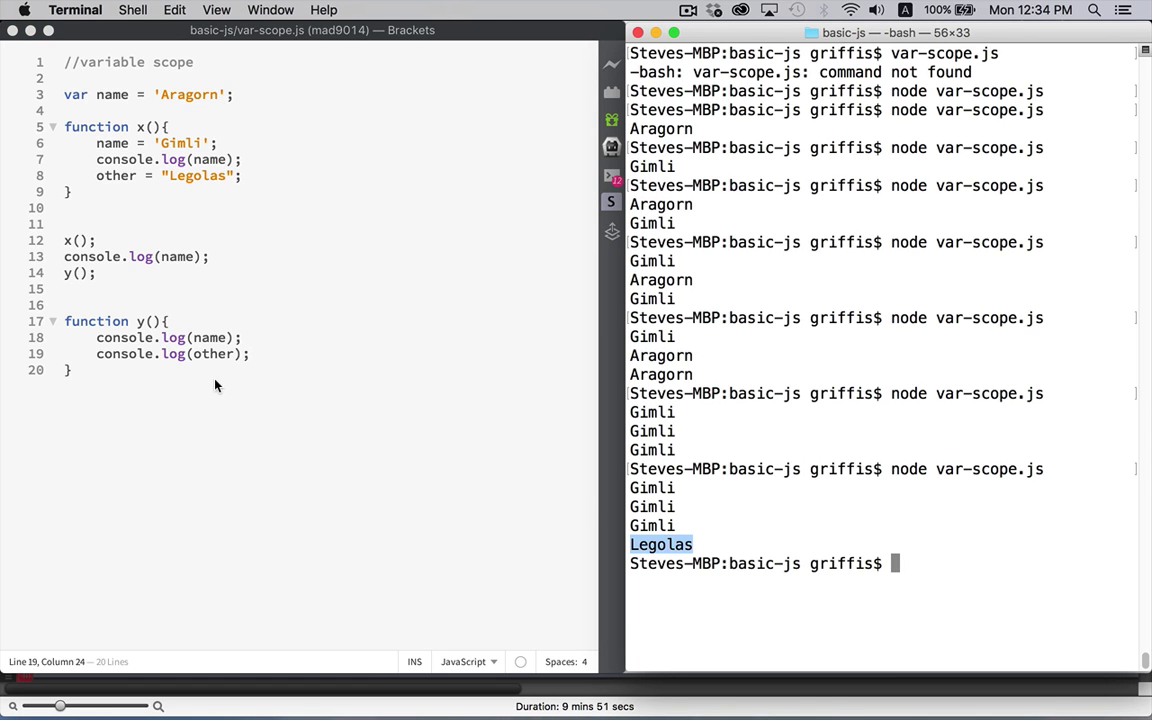 Terminal Shell Edit View Window Help 100% Mon 12:34 PM
basic-js/var-scope.js (mad9014) — Brackets
1 //variable scope
2
3 var name = 'Aragorn';
4
5 function x(){
6 name = 'Gimli';
7 console.log(name);
8 other = "Legolas";
9 }
10
11
12 x();
13 console.log(name);
14 y();
15
16
17 function y(){
18 console.log(name);
19 console.log(other);
20 }
Line 19, Column 24 — 20 Lines
INS JavaScript Spaces: 4
12
S
basic-js — -bash — 56×33
Steves-MBP:basic-js griffis$ var-scope.js
-bash: var-scope.js: command not found
[Steves-MBP:basic-js griffis$ node var-scope.js ]
[Steves-MBP:basic-js griffis$ node var-scope.js ]
Aragorn
[Steves-MBP:basic-js griffis$ node var-scope.js ]
Gimli
[Steves-MBP:basic-js griffis$ node var-scope.js ]
Aragorn
Gimli
[Steves-MBP:basic-js griffis$ node var-scope.js ]
Gimli
Aragorn
Gimli
[Steves-MBP:basic-js griffis$ node var-scope.js ]
Gimli
Aragorn
Aragorn
[Steves-MBP:basic-js griffis$ node var-scope.js ]
Gimli
Gimli
Gimli
[Steves-MBP:basic-js griffis$ node var-scope.js ]
Gimli
Gimli
Gimli
Legolas
Steves-MBP:basic-js griffis$
Duration: 9 mins 51 secs